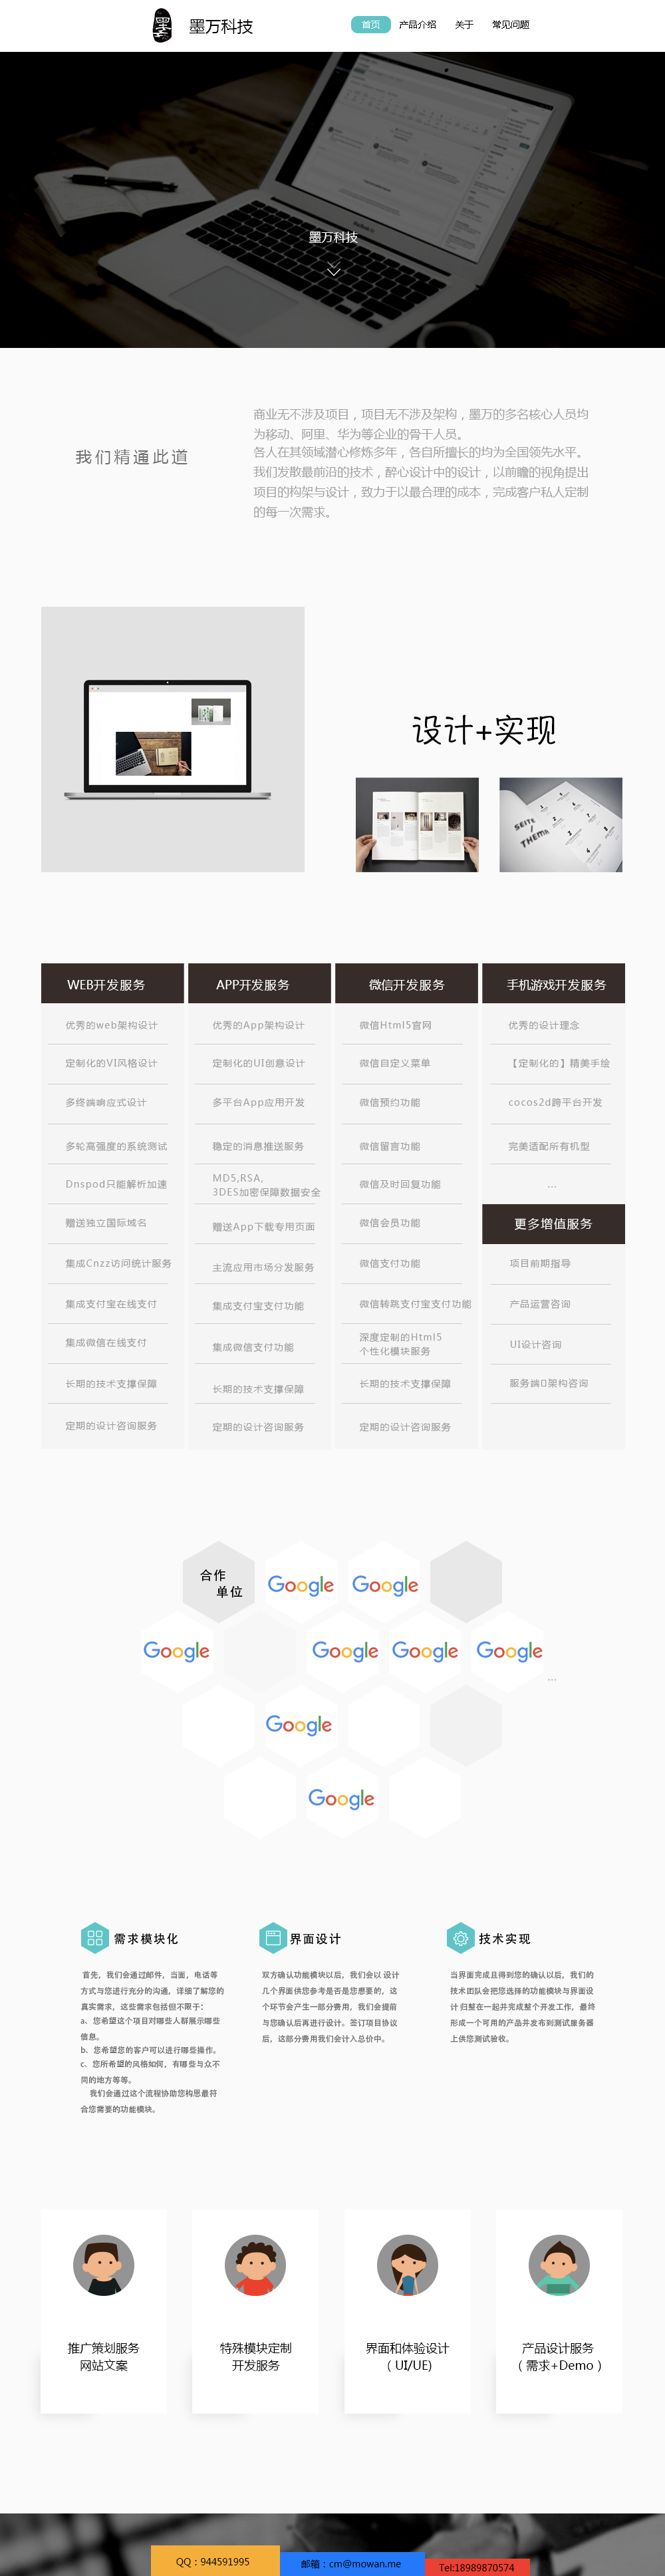 墨万科技
首页 产品介绍 关于 常见问题
墨万科技
我们精通此道
商业无不涉及项目，项目无不涉及架构，墨万的多名核心人员均
为移动、阿里、华为等企业的骨干人员。
各人在其领域潜心修炼多年，各自所擅长的均为全国领先水平。
我们发散最前沿的技术，醉心设计中的设计，以前瞻的视角提出
项目的构架与设计，致力于以最合理的成本，完成客户私人定制
的每一次需求。
设计+实现
SEITE /
THEMA
WEB开发服务
优秀的web架构设计
定制化的VI风格设计
多终端响应式设计
多轮高强度的系统测试
Dnspod只能解析加速
赠送独立国际域名
集成Cnzz访问统计服务
集成支付宝在线支付
集成微信在线支付
长期的技术支撑保障
定期的设计咨询服务
APP开发服务
优秀的App架构设计
定制化的UI创意设计
多平台App应用开发
稳定的消息推送服务
MD5,RSA,
3DES加密保障数据安全
赠送App下载专用页面
主流应用市场分发服务
集成支付宝支付功能
集成微信支付功能
长期的技术支撑保障
定期的设计咨询服务
微信开发服务
微信Html5官网
微信自定义菜单
微信预约功能
微信留言功能
微信及时回复功能
微信会员功能
微信支付功能
微信转跳支付宝支付功能
深度定制的Html5
个性化模块服务
长期的技术支撑保障
定期的设计咨询服务
手机游戏开发服务
优秀的设计理念
【定制化的】精美手绘
cocos2d跨平台开发
完美适配所有机型
...
更多增值服务
项目前期指导
产品运营咨询
UI设计咨询
服务端D架构咨询
合作
单位
Google Google
Google Google Google Google
...
Google
Google
需求模块化
首先，我们会通过邮件，当面，电话等
方式与您进行充分的沟通，详细了解您的
真实需求，这些需求包括但不限于：
a、您希望这个项目对哪些人群展示哪些
信息。
b、您希望您的客户可以进行哪些操作。
c、您所希望的风格如何，有哪些与众不
同的地方等等。
我们会通过这个流程协助您构思最符
合您需要的功能模块。
界面设计
双方确认功能模块以后，我们会以 设计
几个界面供您参考是否是您想要的，这
个环节会产生一部分费用，我们会提前
与您确认后再进行设计。签订项目协议
后，这部分费用我们会计入总价中。
技术实现
当界面完成且得到您的确认以后，我们的
技术团队会把您选择的功能模块与界面设
计 归整在一起并完成整个开发工作，最终
形成一个可用的产品并发布到测试服务器
上供您测试验收。
推广策划服务
网站文案
特殊模块定制
开发服务
界面和体验设计
（ UI/UE)
产品设计服务
（ 需求+Demo ）
QQ：944591995
邮箱：cm@mowan.me
Tel:18989870574